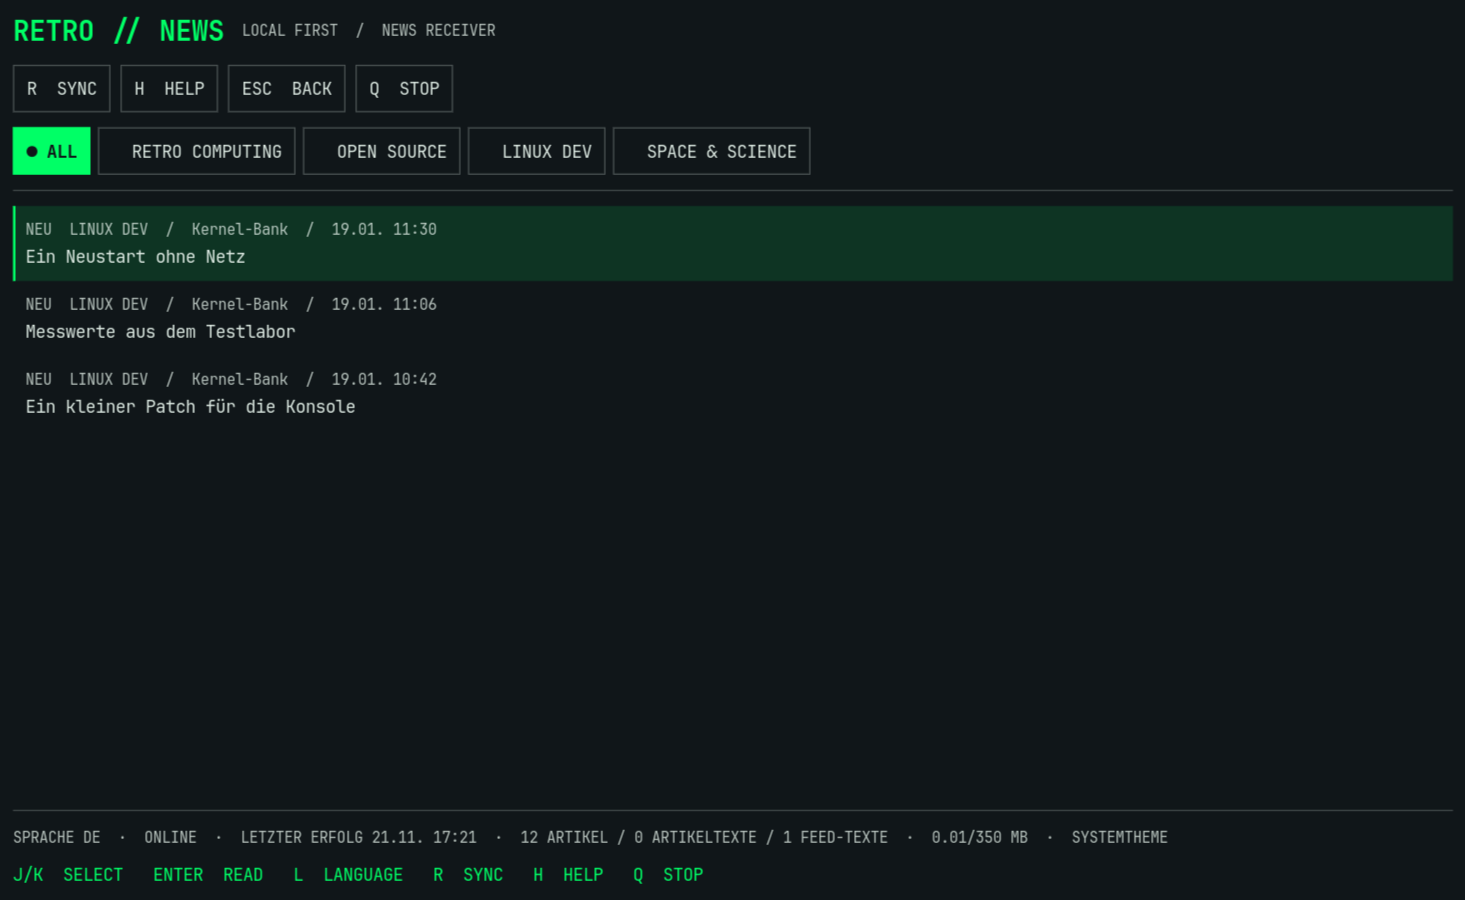 RETRO // NEWS LOCAL FIRST / NEWS RECEIVER
R SYNC H HELP ESC BACK Q STOP
● ALL RETRO COMPUTING OPEN SOURCE LINUX DEV SPACE & SCIENCE
NEU LINUX DEV / Kernel-Bank / 19.01. 11:30
Ein Neustart ohne Netz
NEU LINUX DEV / Kernel-Bank / 19.01. 11:06
Messwerte aus dem Testlabor
NEU LINUX DEV / Kernel-Bank / 19.01. 10:42
Ein kleiner Patch für die Konsole
SPRACHE DE · ONLINE · LETZTER ERFOLG 21.11. 17:21 · 12 ARTIKEL / 0 ARTIKELTEXTE / 1 FEED-TEXTE · 0.01/350 MB · SYSTEMTHEME
J/K SELECT ENTER READ L LANGUAGE R SYNC H HELP Q STOP